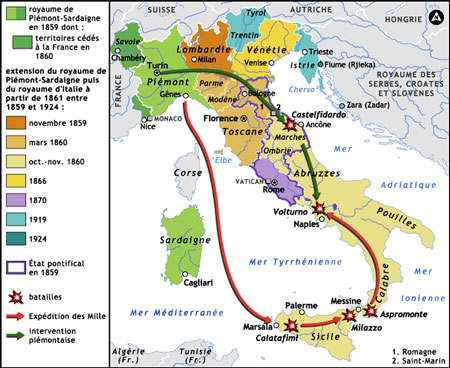 royaume de
Piémont-Sardaigne
en 1859 dont :
territoires cédés
à la France en
1860
extension du royaume de
Piémont-Sardaigne puis
du royaume d'Italie à
partir de 1861 entre
1859 et 1924 :
novembre 1859
mars 1860
oct.-nov. 1860
1866
1870
1919
1924
État pontifical
en 1859
batailles
Expédition des Mille
intervention
piémontaise
SUISSE
AUTRICHE
HONGRIE
A
Tyrol
Trentin
Savoie
Chambéry
Lombardie
Milan
Vénétie
Venise
Trieste
Istrie
Fiume (Rjieka)
Cherso
ROYAUME DES
SERBES, CROATES
ET SLOVÈNES
Turin
Piémont
Parme
Modène
Bologne
Gênes
FRANCE
MONACO
Nice
Florence
Toscane
1
2
Castelfidardo
Ancône
Marches
Ombrie
Zara (Zadar)
Mer
Adriatique
Elbe
Corse
Abruzzes
VATICAN
Rome
Volturno
Naples
Pouilles
Sardaigne
Cagliari
Mer Tyrrhénienne
Calabre
Mer
Ionienne
Mer Méditerranée
Palerme
Messine
Aspromonte
Marsala
Milazzo
Calatafimi
Sicile
Algérie
(Fr.)
Tunisie
(Fr.)
1. Romagne
2. Saint-Marin